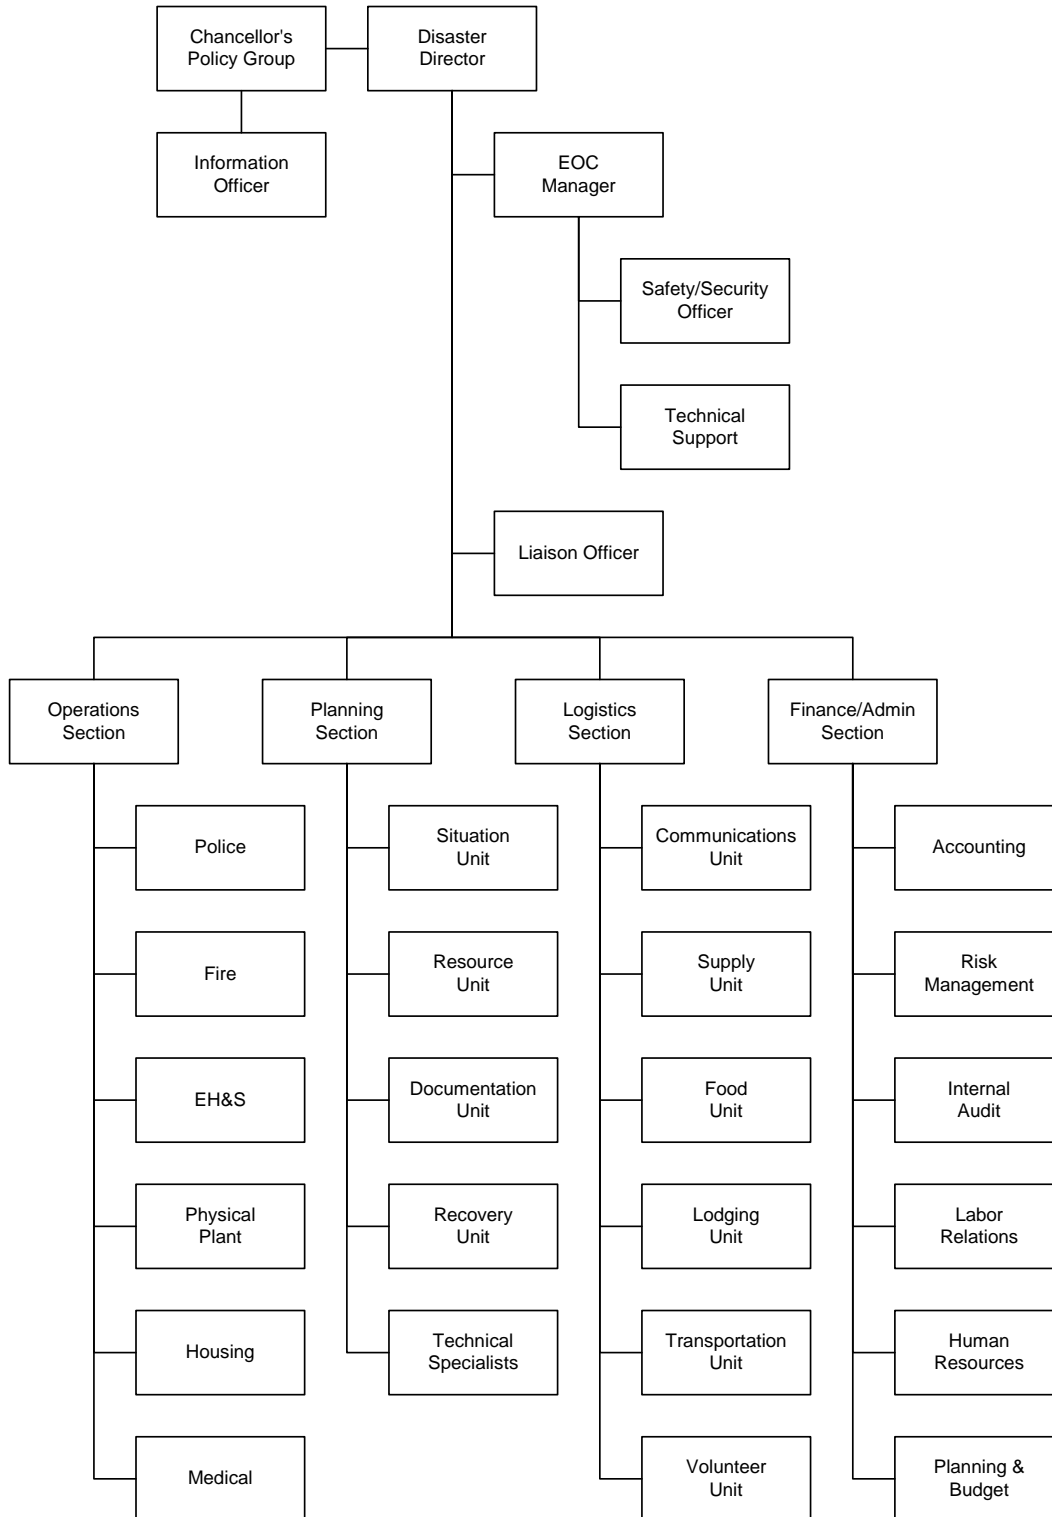 Chancellor's
Policy Group
Disaster
Director
Information
Officer
EOC
Manager
Safety/Security
Officer
Technical
Support
Liaison Officer
Operations
Section
Planning
Section
Logistics
Section
Finance/Admin
Section
Police
Situation
Unit
Communications
Unit
Accounting
Fire
Resource
Unit
Supply
Unit
Risk
Management
EH&S
Documentation
Unit
Food
Unit
Internal
Audit
Physical
Plant
Recovery
Unit
Lodging
Unit
Labor
Relations
Housing
Technical
Specialists
Transportation
Unit
Human
Resources
Medical
Volunteer
Unit
Planning &
Budget